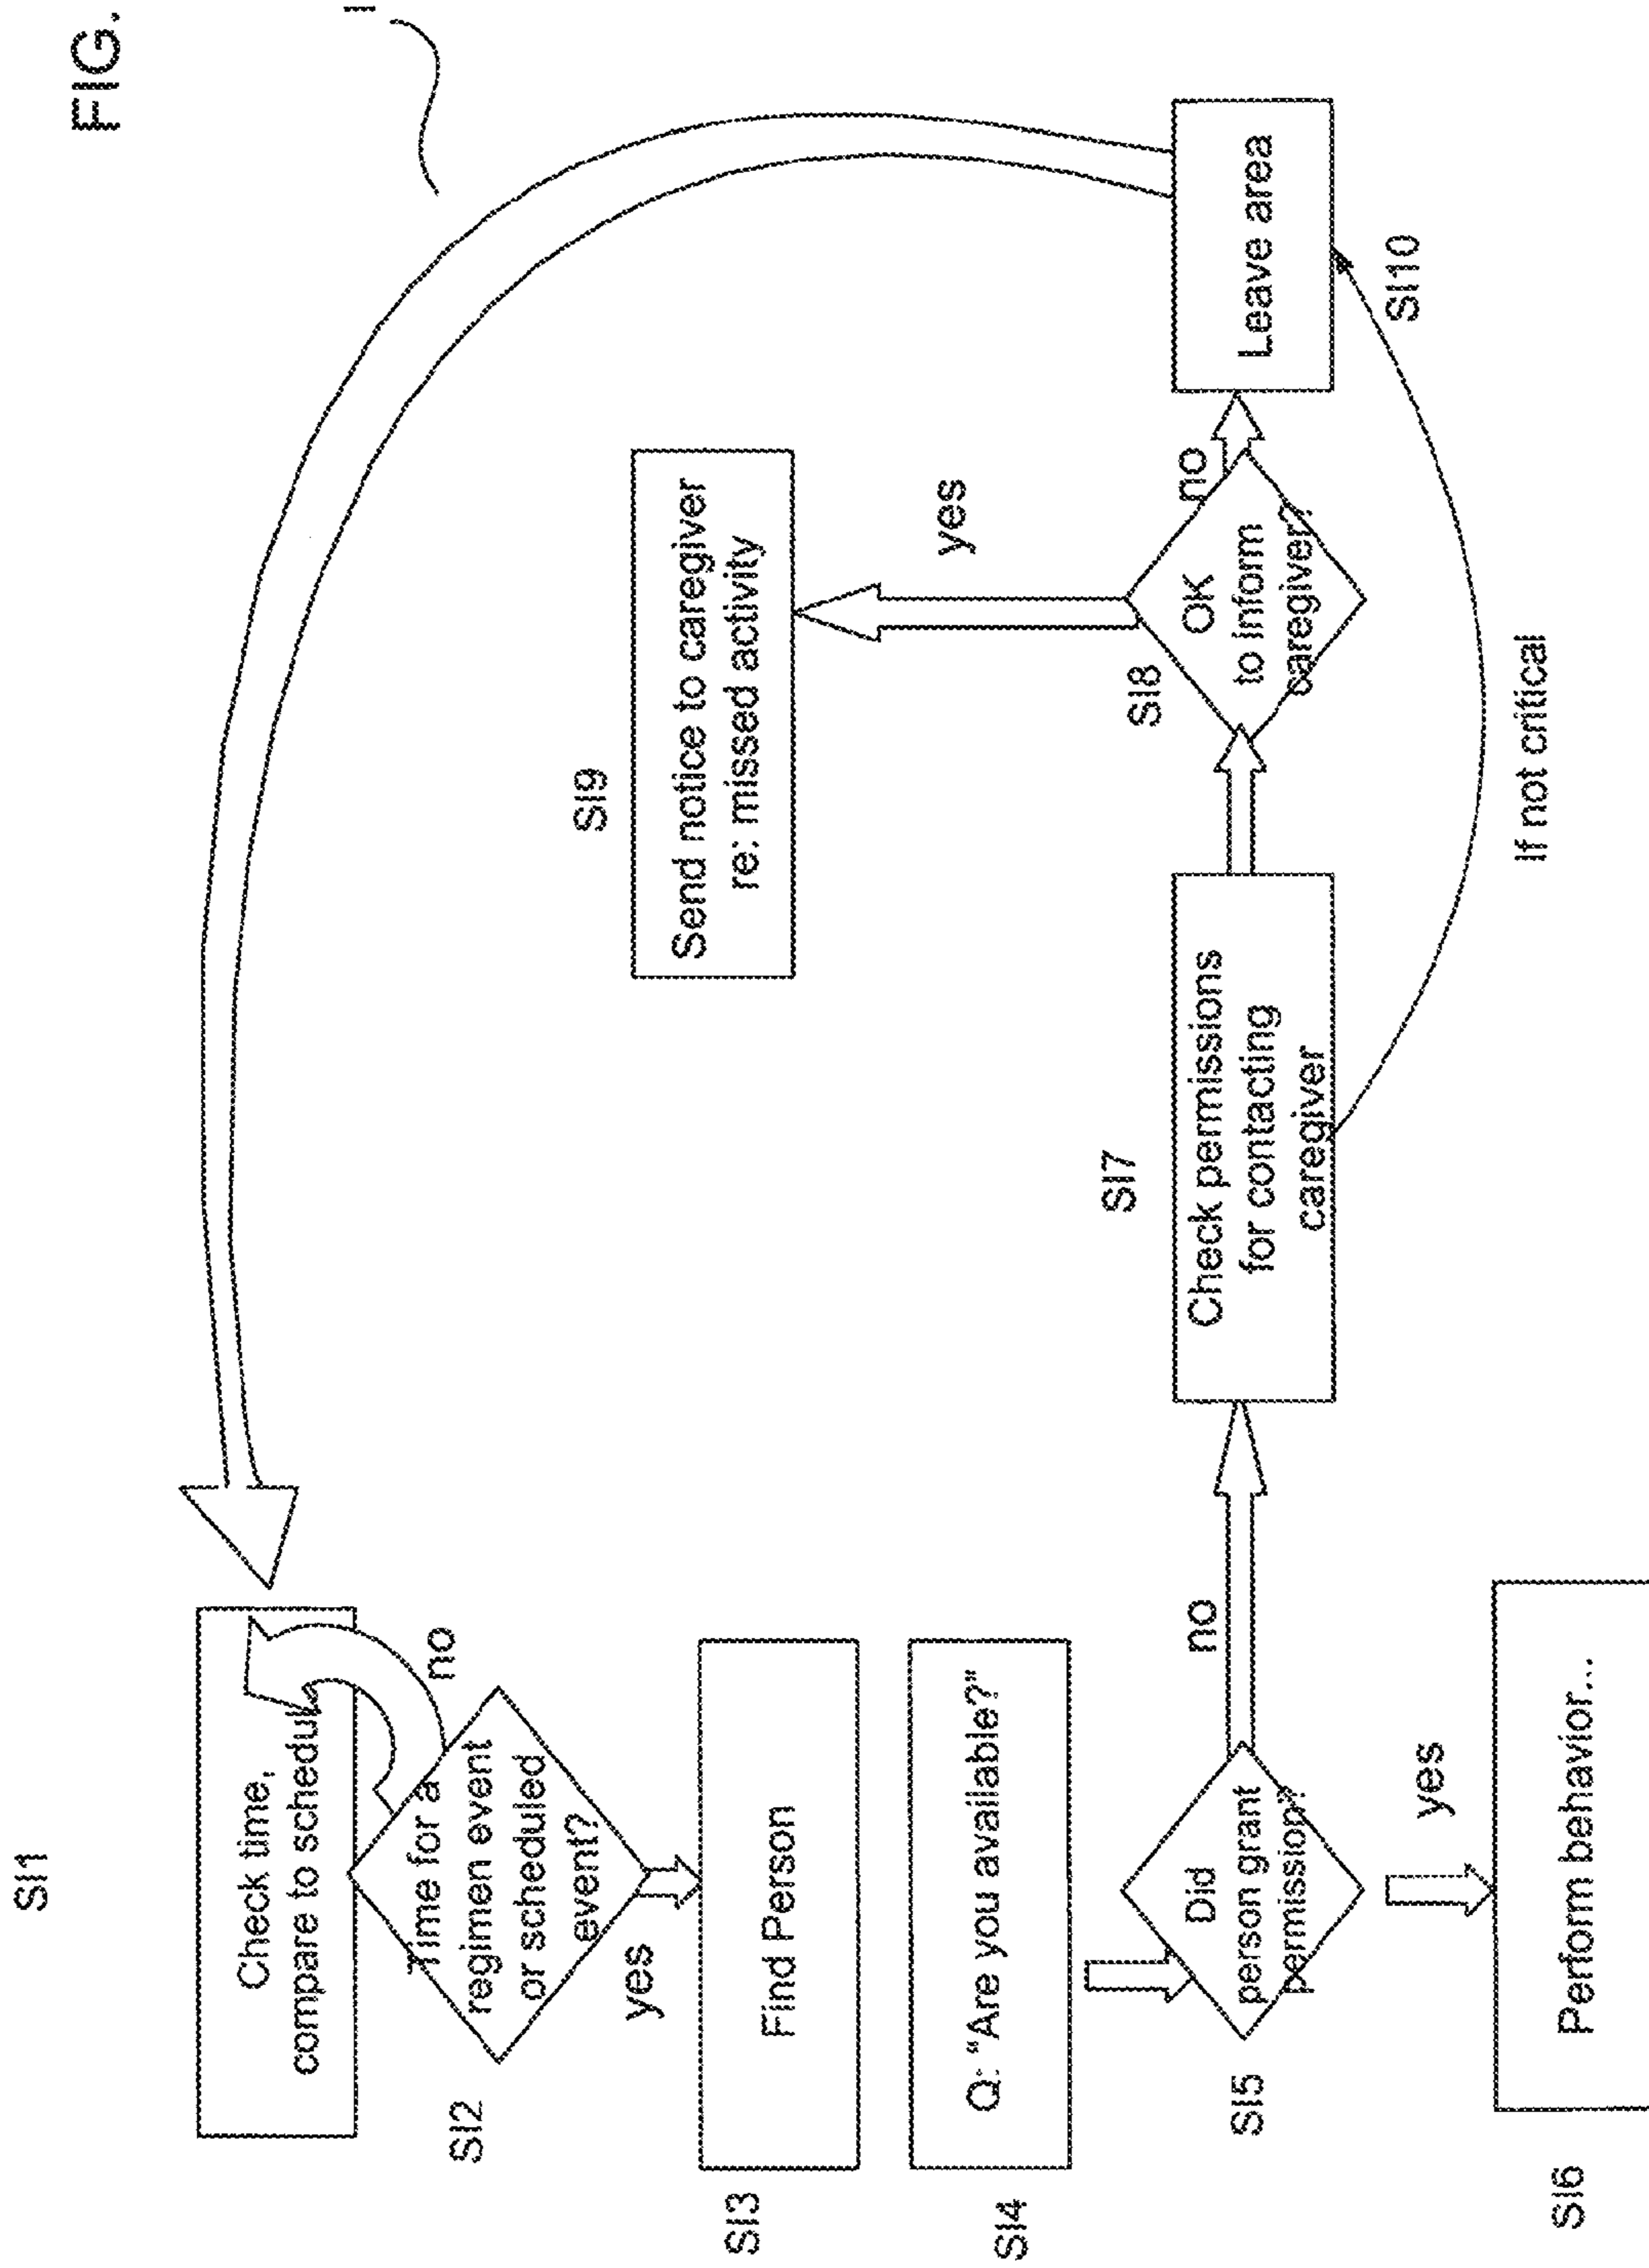 FIG.
SI1
Check time,
compare to schedul
SI2
Time for a
regimen event
or scheduled
event?
no
yes
SI3
Find Person
SI4
Q: "Are you available?"
SI5
Did
person grant
permission?
no
yes
SI6
Perform behavior...
SI7
Check permissions
for contacting
caregiver
If not critical
SI8
OK
to inform
caregiver?
yes
no
SI9
Send notice to caregiver
re: missed activity
Leave area
SI10